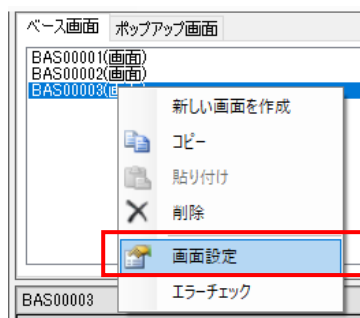 ベース画面 ポップアップ画面
BAS00001(画面)
BAS00002(画面)
BAS00003(画面)
新しい画面を作成
コピー
貼り付け
削除
画面設定
エラーチェック
BAS00003